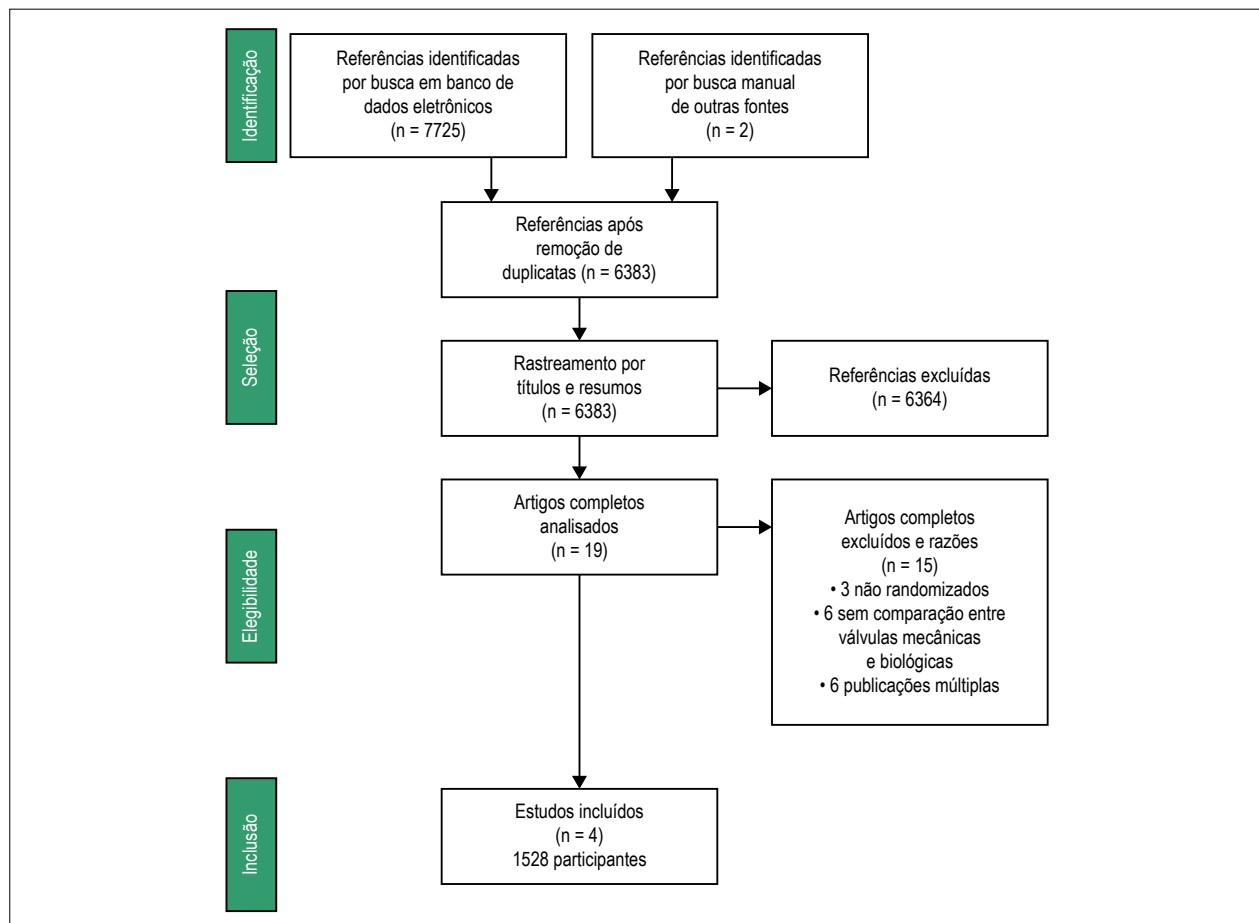 Identificação
Referências identificadas
por busca em banco de
dados eletrônicos
(n = 7725)
Referências identificadas
por busca manual
de outras fontes
(n = 2)
Referências após
remoção de
duplicatas (n = 6383)
Seleção
Rastreamento por
títulos e resumos
(n = 6383)
Referências excluídas
(n = 6364)
Elegibilidade
Artigos completos
analisados
(n = 19)
Artigos completos
excluídos e razões
(n = 15)
• 3 não randomizados
• 6 sem comparação entre
válvulas mecânicas
e biológicas
• 6 publicações múltiplas
Inclusão
Estudos incluídos
(n = 4)
1528 participantes